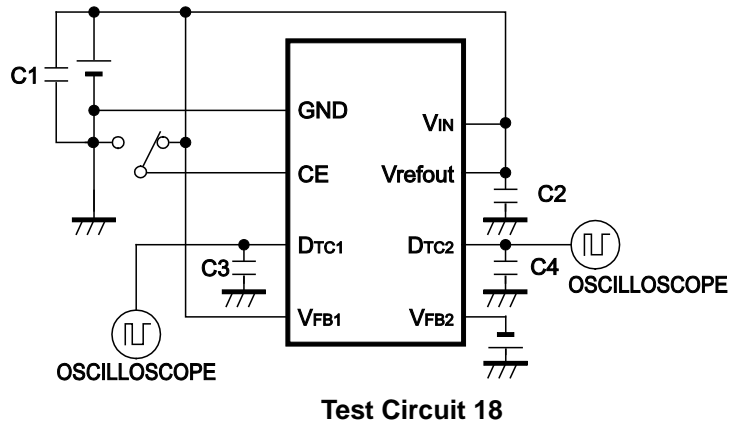 C1
GND
VIN
CE
Vrefout
C2
DTC1
DTC2
C3
C4
OSCILLOSCOPE
VFB1
VFB2
OSCILLOSCOPE
Test Circuit 18